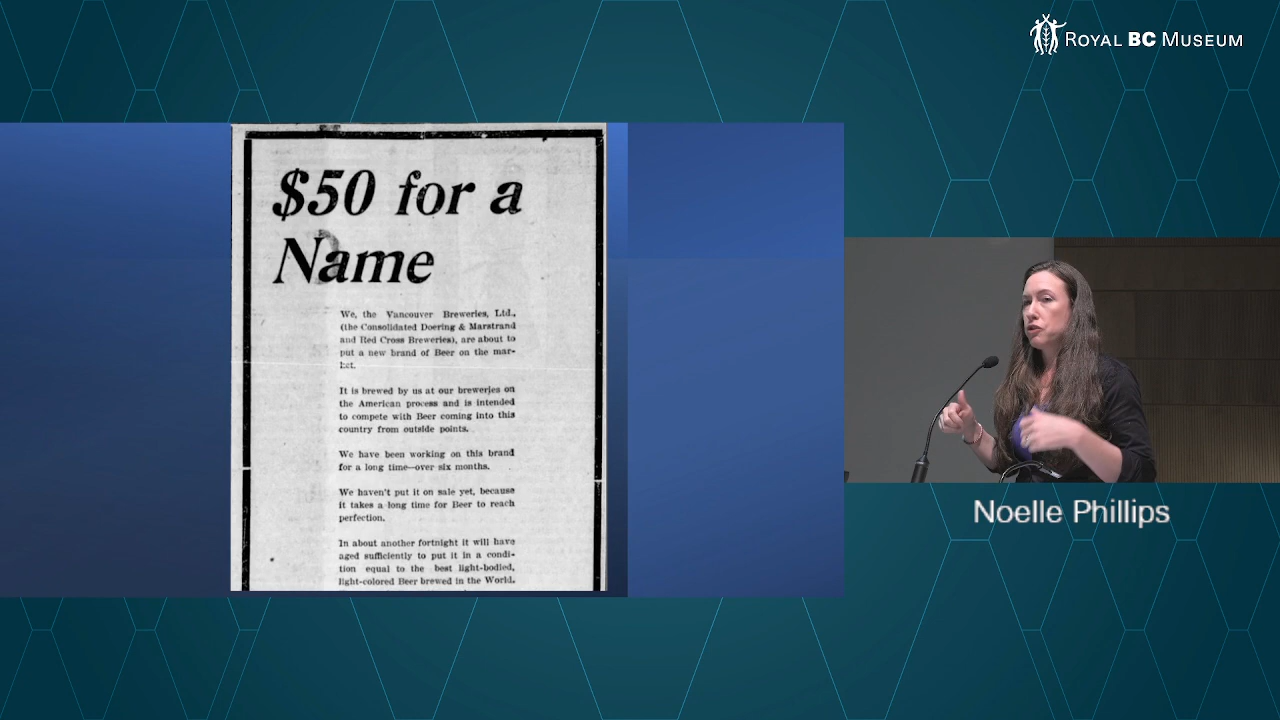 ROYAL BC MUSEUM
$50 for a
Name
We, the Vancouver Breweries, Ltd.,
(the Consolidated Doering & Marstrand
and Red Cross Breweries), are about to
put a new brand of Beer on the mar-
ket.
It is brewed by us at our breweries on
the American process and is intended
to compete with Beer coming into this
country from outside points.
We have been working on this brand
for a long time—over six months.
We haven't put it on sale yet, because
it takes a long time for Beer to reach
perfection.
In about another fortnight it will have
aged sufficiently to put it in a condi-
tion equal to the best light-bodied,
light-colored Beer brewed in the World.
Noelle Phillips